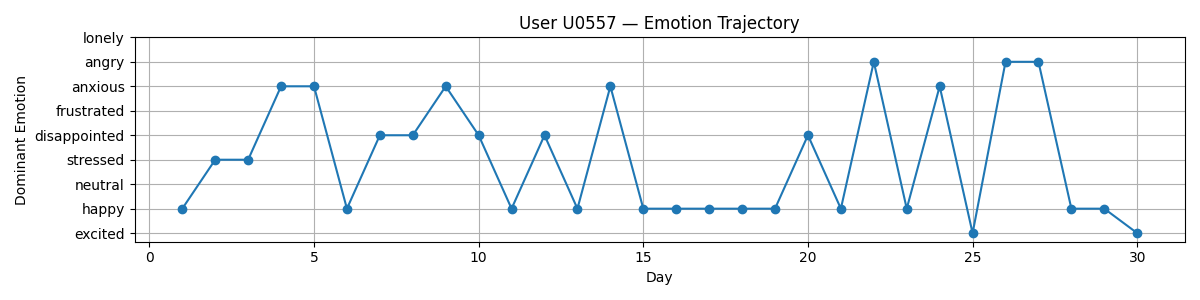 User U0557 — Emotion Trajectory
Dominant Emotion
lonely
angry
anxious
frustrated
disappointed
stressed
neutral
happy
excited
0 5 10 15 20 25 30
Day